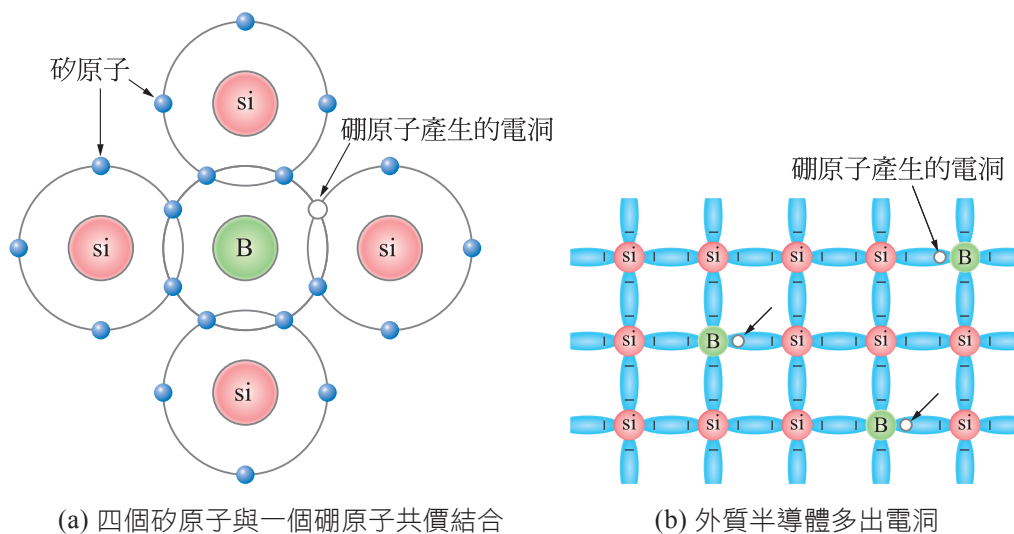 矽原子
si
硼原子產生的電洞
si
B
si
si
(a) 四個矽原子與一個硼原子共價結合
硼原子產生的電洞
si si si si B
si B si si si
si si si B si
(b) 外質半導體多出電洞